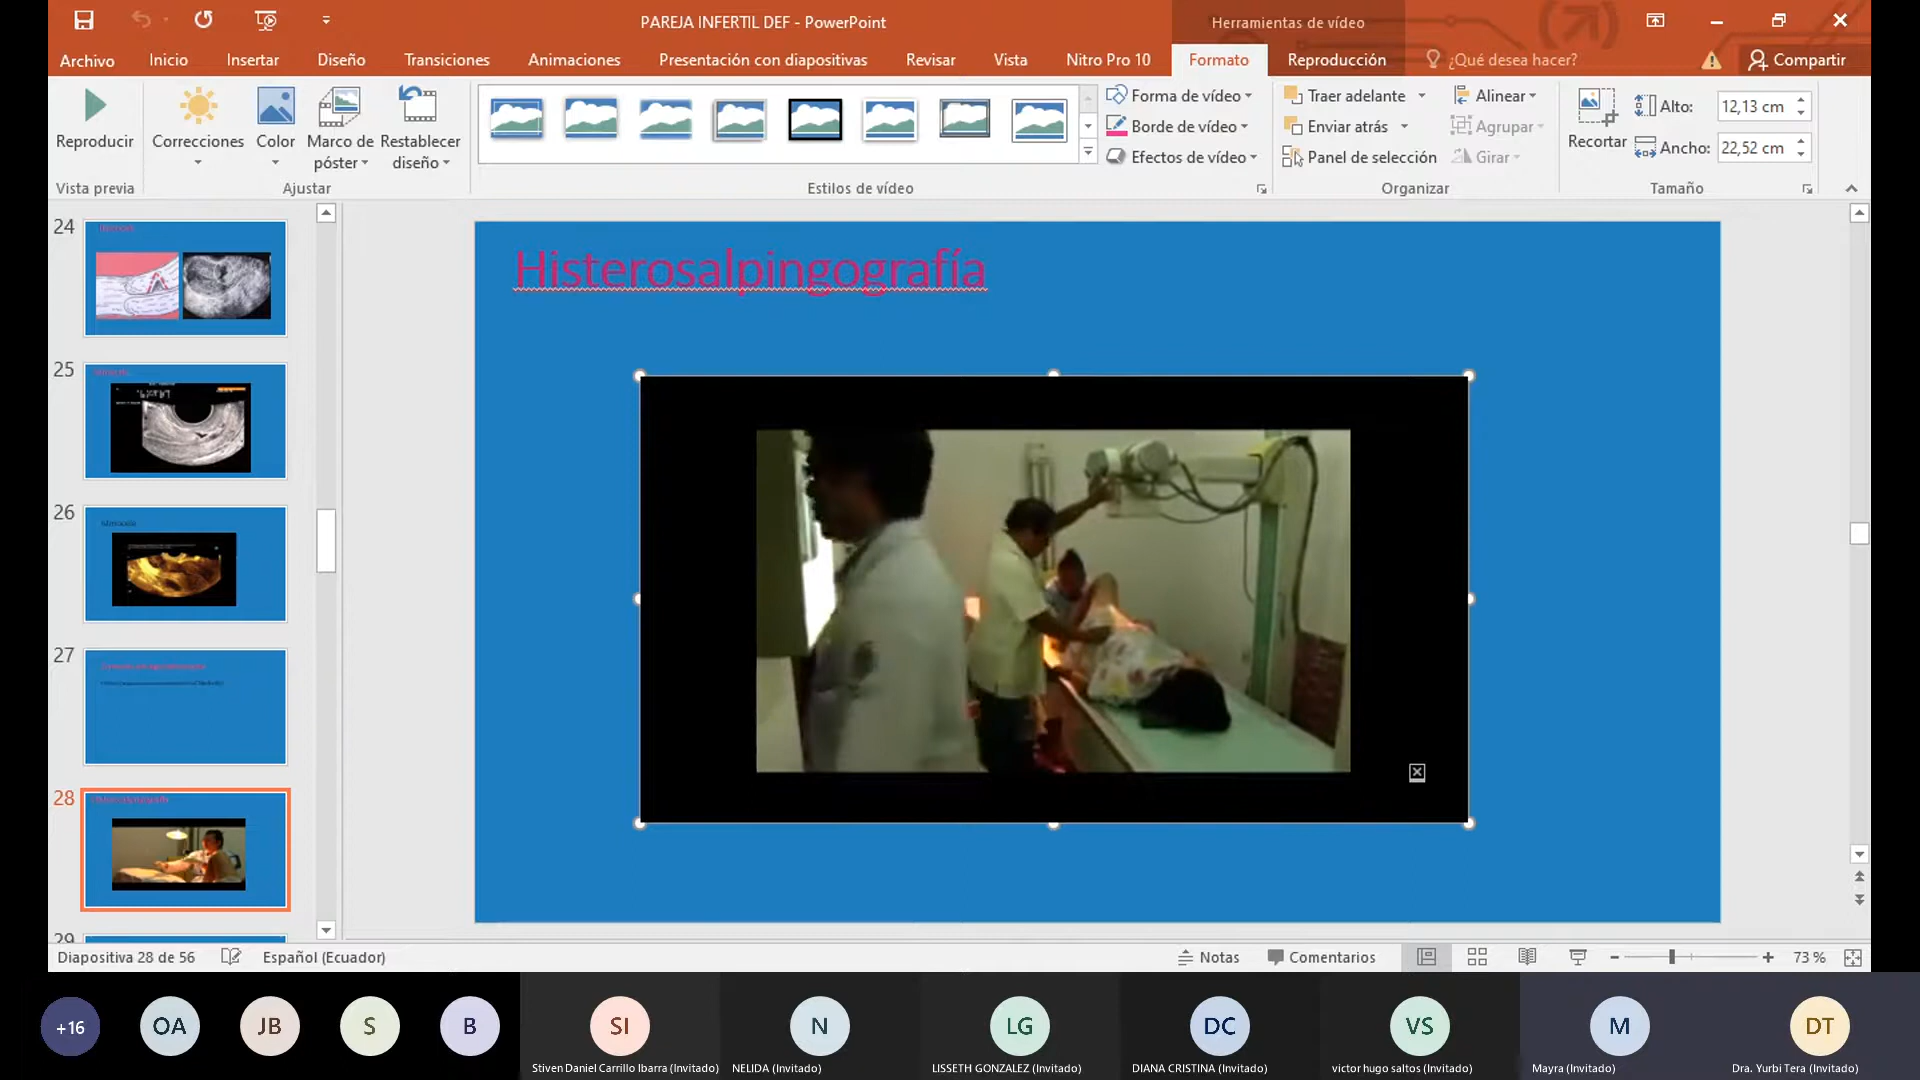 PAREJA INFERTIL DEF - PowerPoint
Herramientas de vídeo
Archivo
Inicio
Insertar
Diseño
Transiciones
Animaciones
Presentación con diapositivas
Revisar
Vista
Nitro Pro 10
Formato
Reproducción
¿Qué desea hacer?
Compartir
Reproducir
Correcciones
Color
Marco de póster
Restablecer diseño
Forma de vídeo
Borde de vídeo
Efectos de vídeo
Traer adelante
Enviar atrás
Panel de selección
Alinear
Agrupar
Girar
Recortar
Alto: 12,13 cm
Ancho: 22,52 cm
Vista previa
Ajustar
Estilos de vídeo
Organizar
Tamaño
24
25
26
27
28
29
Histerosalpingografía
Diapositiva 28 de 56
Español (Ecuador)
Notas
Comentarios
73 %
+16
OA
JB
S
B
SI
N
LG
DC
VS
M
DT
Stiven Daniel Carrillo Ibarra (Invitado)
NELIDA (Invitado)
LISSETH GONZALEZ (Invitado)
DIANA CRISTINA (Invitado)
victor hugo saltos (Invitado)
Mayra (Invitado)
Dra. Yurbi Tera (Invitado)